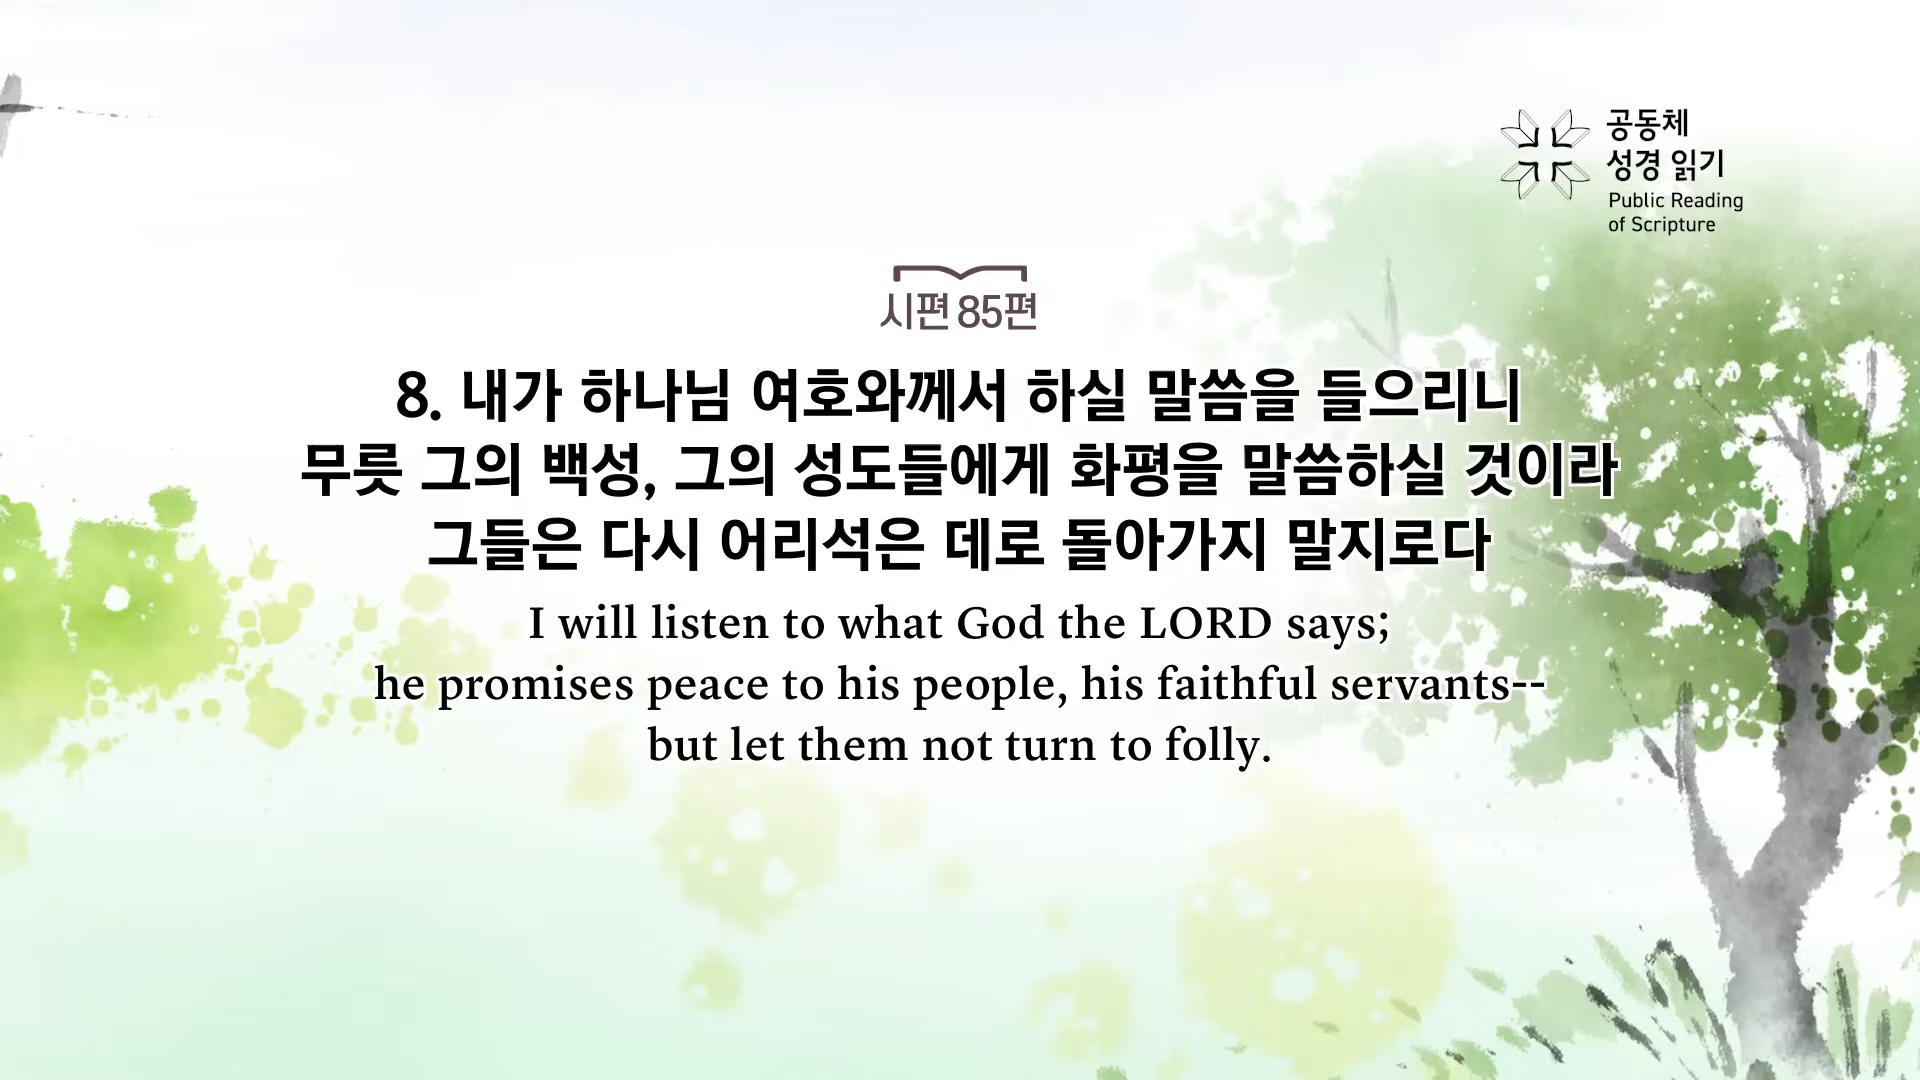 공동체
성경 읽기
Public Reading
of Scripture
시편 85편
8. 내가 하나님 여호와께서 하실 말씀을 들으리니
무릇 그의 백성, 그의 성도들에게 화평을 말씀하실 것이라
그들은 다시 어리석은 데로 돌아가지 말지로다
I will listen to what God the LORD says;
he promises peace to his people, his faithful servants--
but let them not turn to folly.